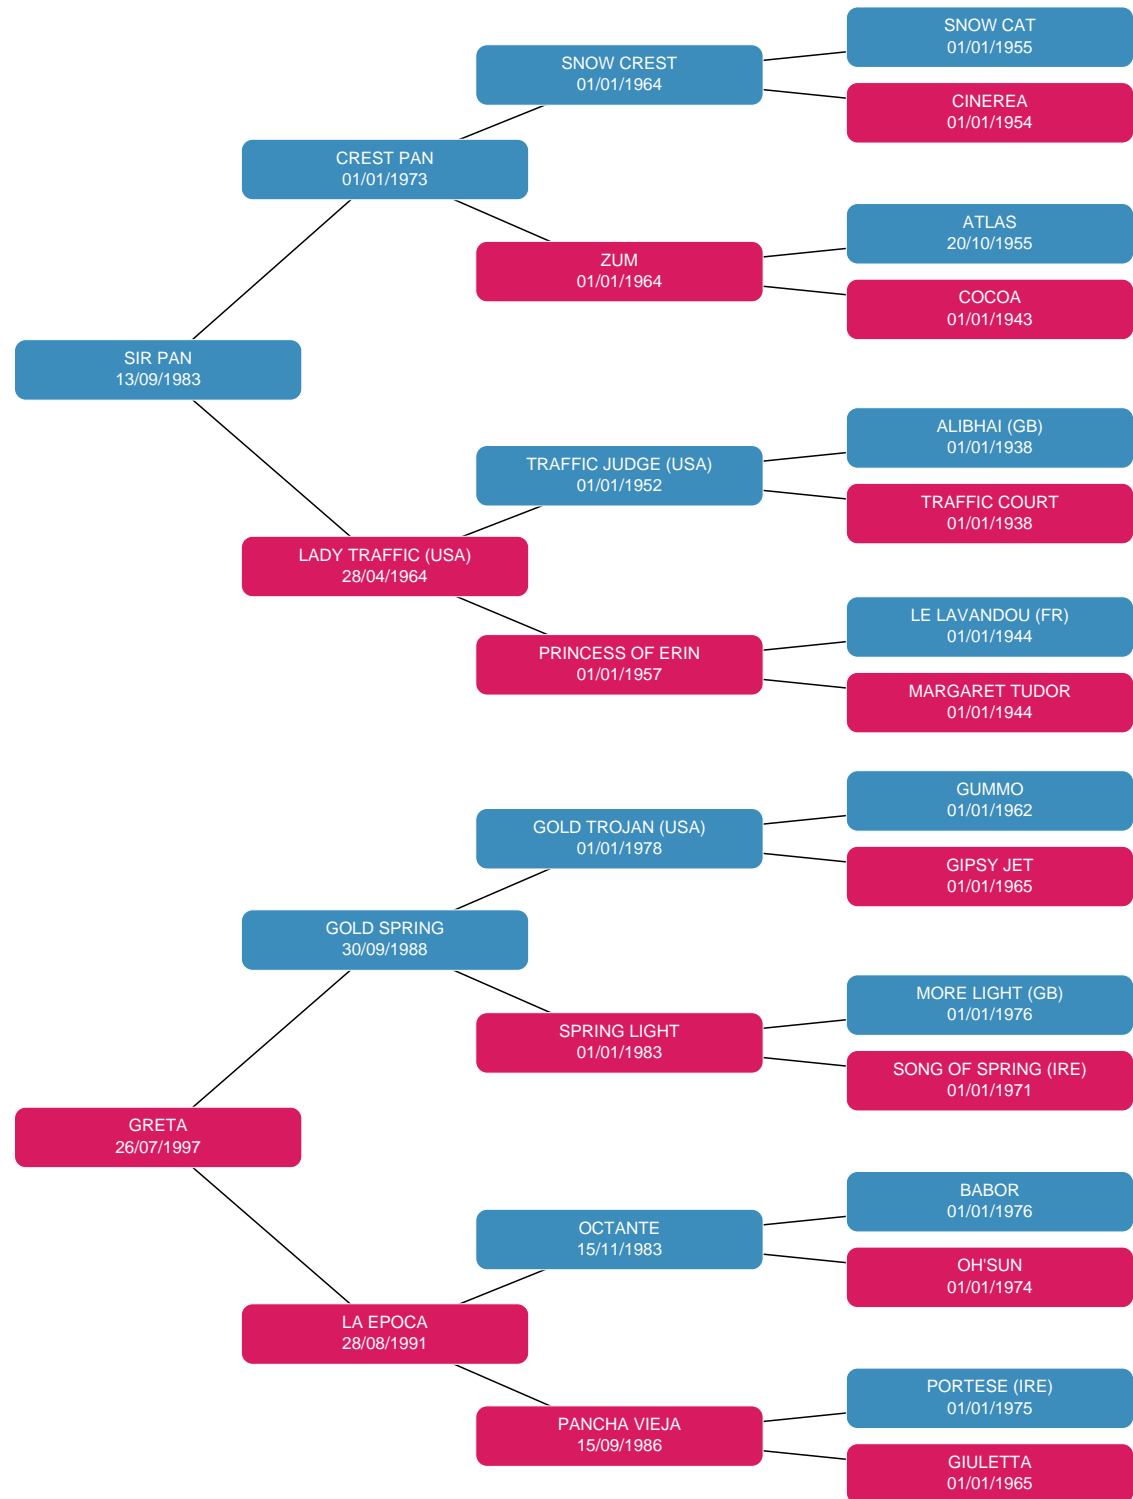 SNOW CAT
01/01/1955
SNOW CREST
01/01/1964
CINEREA
01/01/1954
CREST PAN
01/01/1973
ATLAS
20/10/1955
ZUM
01/01/1964
COCOA
01/01/1943
SIR PAN
13/09/1983
ALIBHAI (GB)
01/01/1938
TRAFFIC JUDGE (USA)
01/01/1952
TRAFFIC COURT
01/01/1938
LADY TRAFFIC (USA)
28/04/1964
LE LAVANDOU (FR)
01/01/1944
PRINCESS OF ERIN
01/01/1957
MARGARET TUDOR
01/01/1944
GUMMO
01/01/1962
GOLD TROJAN (USA)
01/01/1978
GIPSY JET
01/01/1965
GOLD SPRING
30/09/1988
MORE LIGHT (GB)
01/01/1976
SPRING LIGHT
01/01/1983
SONG OF SPRING (IRE)
01/01/1971
GRETA
26/07/1997
BABOR
01/01/1976
OCTANTE
15/11/1983
OH'SUN
01/01/1974
LA EPOCA
28/08/1991
PORTESE (IRE)
01/01/1975
PANCHA VIEJA
15/09/1986
GIULETTA
01/01/1965